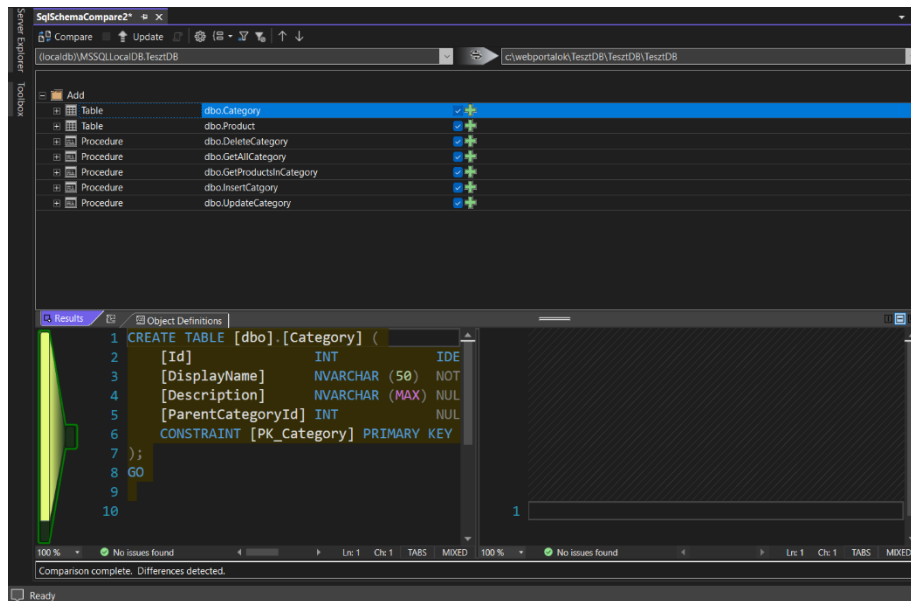 Server Explorer
Toolbox
SqlSchemaCompare2*
Compare Update
(localdb)\MSSQLLocalDB.TesztDB c:\webportalok\TesztDB\TesztDB\TesztDB
Add
Table dbo.Category
Table dbo.Product
Procedure dbo.DeleteCategory
Procedure dbo.GetAllCategory
Procedure dbo.GetProductsInCategory
Procedure dbo.InsertCatgory
Procedure dbo.UpdateCategory
Results Object Definitions
1 CREATE TABLE [dbo].[Category] (
2 [Id] INT IDE
3 [DisplayName] NVARCHAR (50) NOT
4 [Description] NVARCHAR (MAX) NUL
5 [ParentCategoryId] INT NUL
6 CONSTRAINT [PK_Category] PRIMARY KEY
7 );
8 GO
9
10
1
100 % No issues found Ln: 1 Ch: 1 TABS MIXED
100 % No issues found Ln: 1 Ch: 1 TABS MIXED
Comparison complete. Differences detected.
Ready